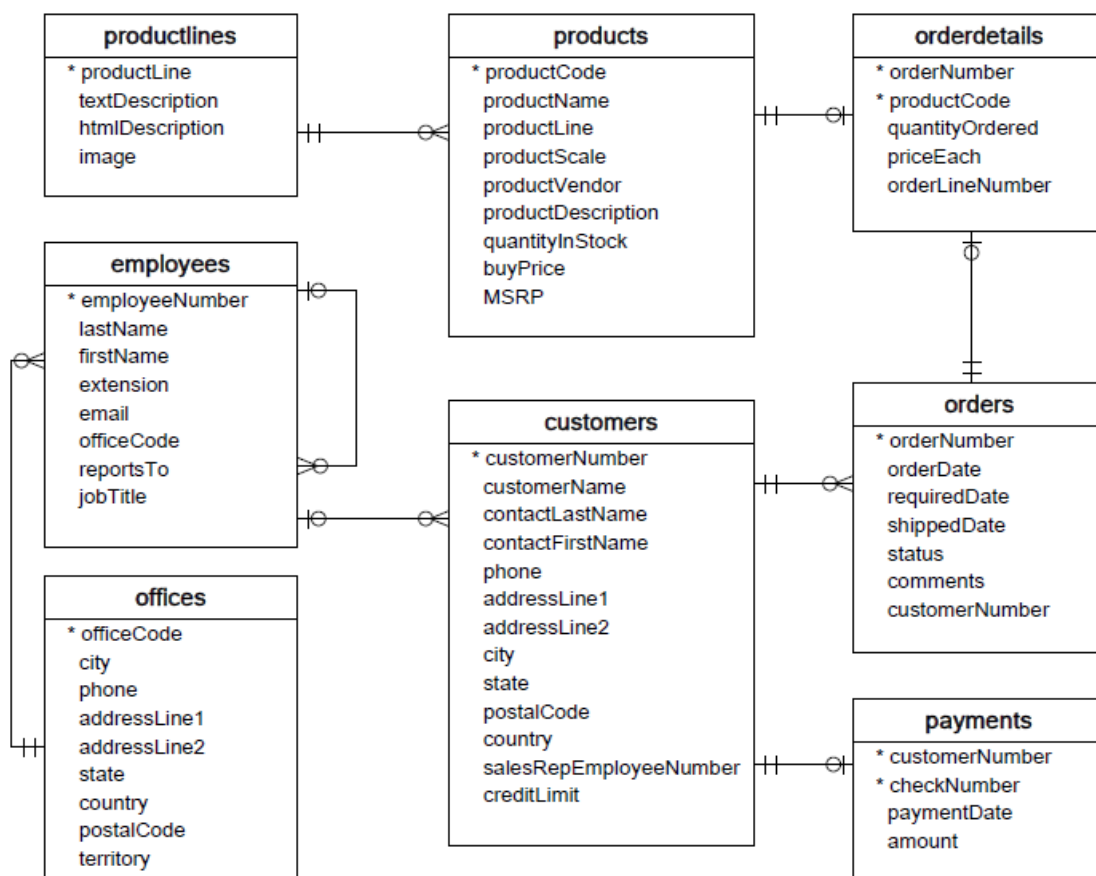 productlines
* productLine
textDescription
htmlDescription
image
products
* productCode
productName
productLine
productScale
productVendor
productDescription
quantityInStock
buyPrice
MSRP
orderdetails
* orderNumber
* productCode
quantityOrdered
priceEach
orderLineNumber
employees
* employeeNumber
lastName
firstName
extension
email
officeCode
reportsTo
jobTitle
customers
* customerNumber
customerName
contactLastName
contactFirstName
phone
addressLine1
addressLine2
city
state
postalCode
country
salesRepEmployeeNumber
creditLimit
orders
* orderNumber
orderDate
requiredDate
shippedDate
status
comments
customerNumber
offices
* officeCode
city
phone
addressLine1
addressLine2
state
country
postalCode
territory
payments
* customerNumber
* checkNumber
paymentDate
amount